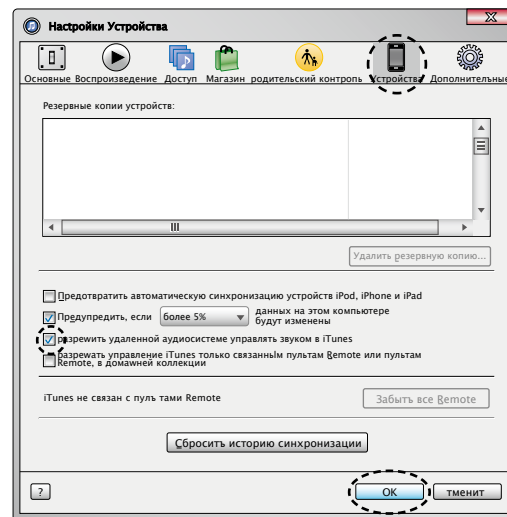 Настройки Устройства
Основные Воспроизведение Доступ Магазин родительский контроль Устройства Дополнительные
Резервные копии устройств:
Удалить резервную копию...
Предотвратить автоматическую синхронизацию устройств iPod, iPhone и iPad
Предупредить, если более 5% данных на этом компьютере
будут изменены
разрешить удаленной аудиосистеме управлять звуком в iTunes
разрешать управление iTunes только связанным пультам Remote или пультам
Remote, в домашней коллекции
iTunes не связан с пуль тами Remote
Забыть все Remote
Сбросить историю синхронизации
?
OK
тменит